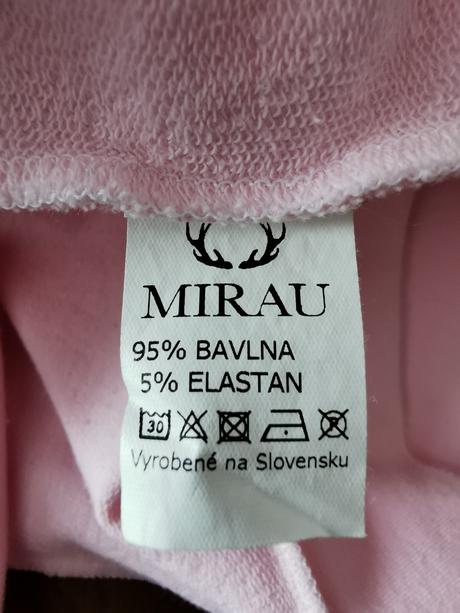 MIRAU
95% BAVLNA
5% ELASTAN
30 P
Vyrobené na Slovensku